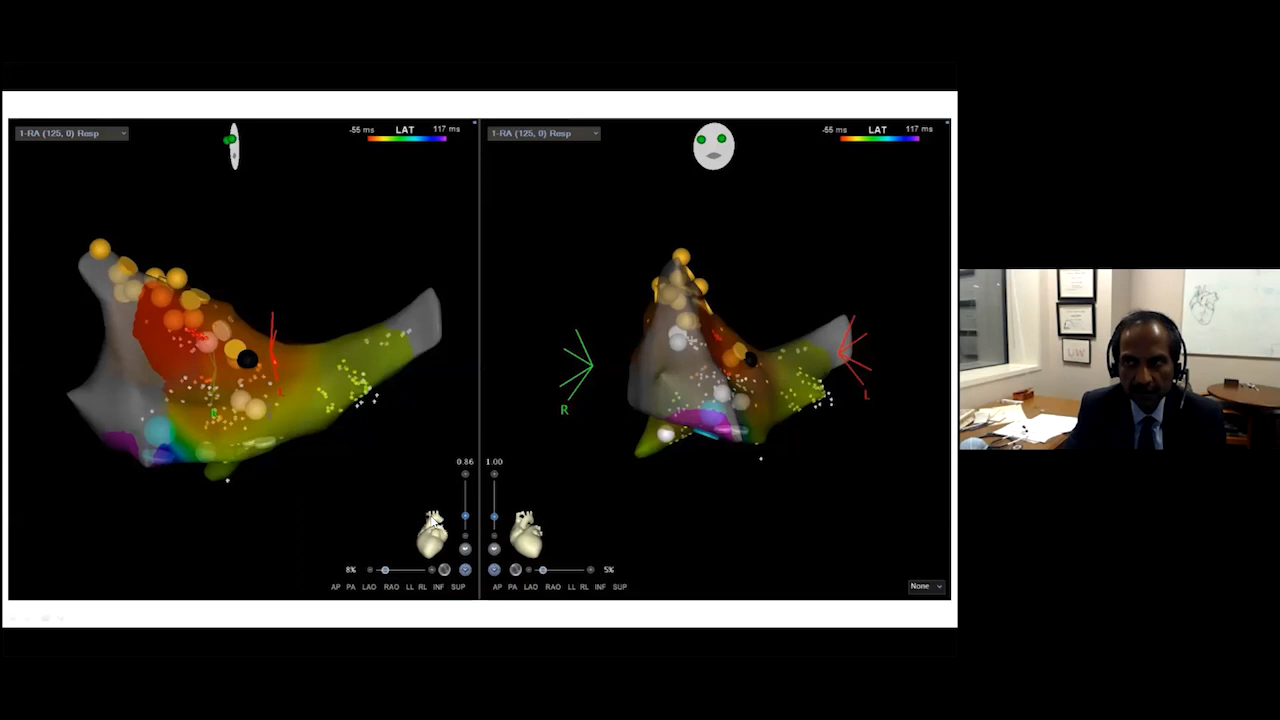 1-RA (125, 0) Resp
-55 ms LAT 117 ms
1-RA (125, 0) Resp
-55 ms LAT 117 ms
R
L
R
L
0.86
1.00
8%
5%
AP PA LAO RAO LL RL INF SUP
AP PA LAO RAO LL RL INF SUP
None
UW